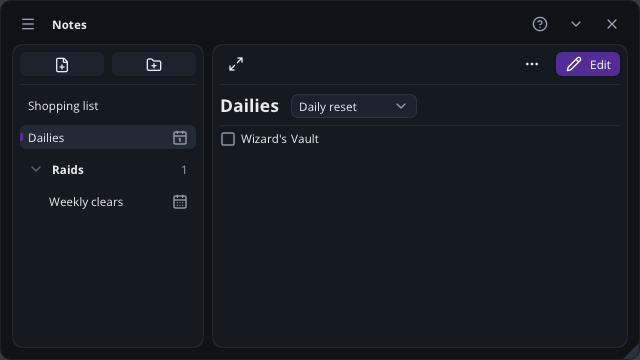 Notes
Edit
Shopping list
Dailies
Raids 1
Weekly clears
Dailies Daily reset
Wizard's Vault